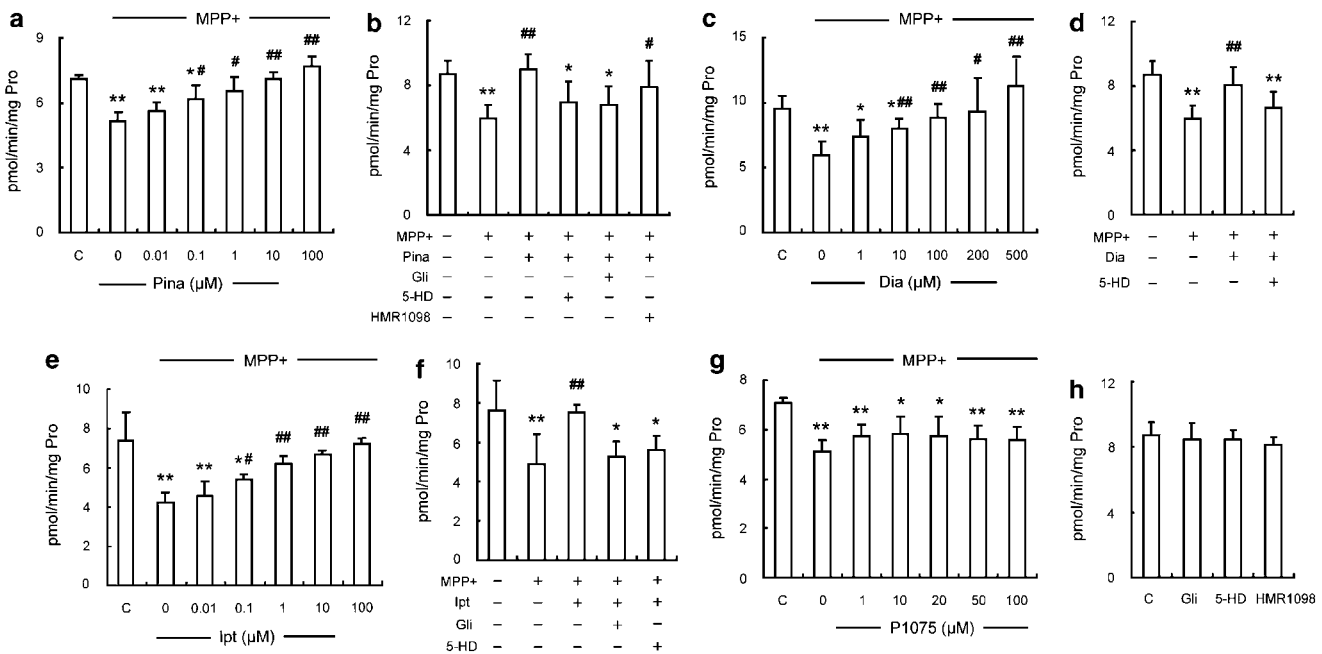 a
MPP+
pmol/min/mg Pro
9
6
3
0
** ** *# # ## ##
C 0 0.01 0.1 1 10 100
Pina (µM)
b
pmol/min/mg Pro
12
8
4
0
** ## * * #
MPP+ – + + + + +
Pina – – + + + +
Gli – – – – + –
5-HD – – – + – –
HMR1098 – – – – – +
c
MPP+
pmol/min/mg Pro
15
10
5
0
** * *## ## # ##
C 0 1 10 100 200 500
Dia (µM)
d
pmol/min/mg Pro
12
8
4
0
** ## **
MPP+ – + + +
Dia – – + +
5-HD – – – +
e
MPP+
pmol/min/mg Pro
10
8
6
4
2
0
** ** *# ## ## ##
C 0 0.01 0.1 1 10 100
Ipt (µM)
f
pmol/min/mg Pro
10
8
6
4
2
0
** ## * *
MPP+ – + + + +
Ipt – – + + +
Gli – – – + –
5-HD – – – – +
g
MPP+
pmol/min/mg Pro
8
6
4
2
0
** ** * * ** **
C 0 1 10 20 50 100
P1075 (µM)
h
12
8
4
0
C Gli 5-HD HMR1098